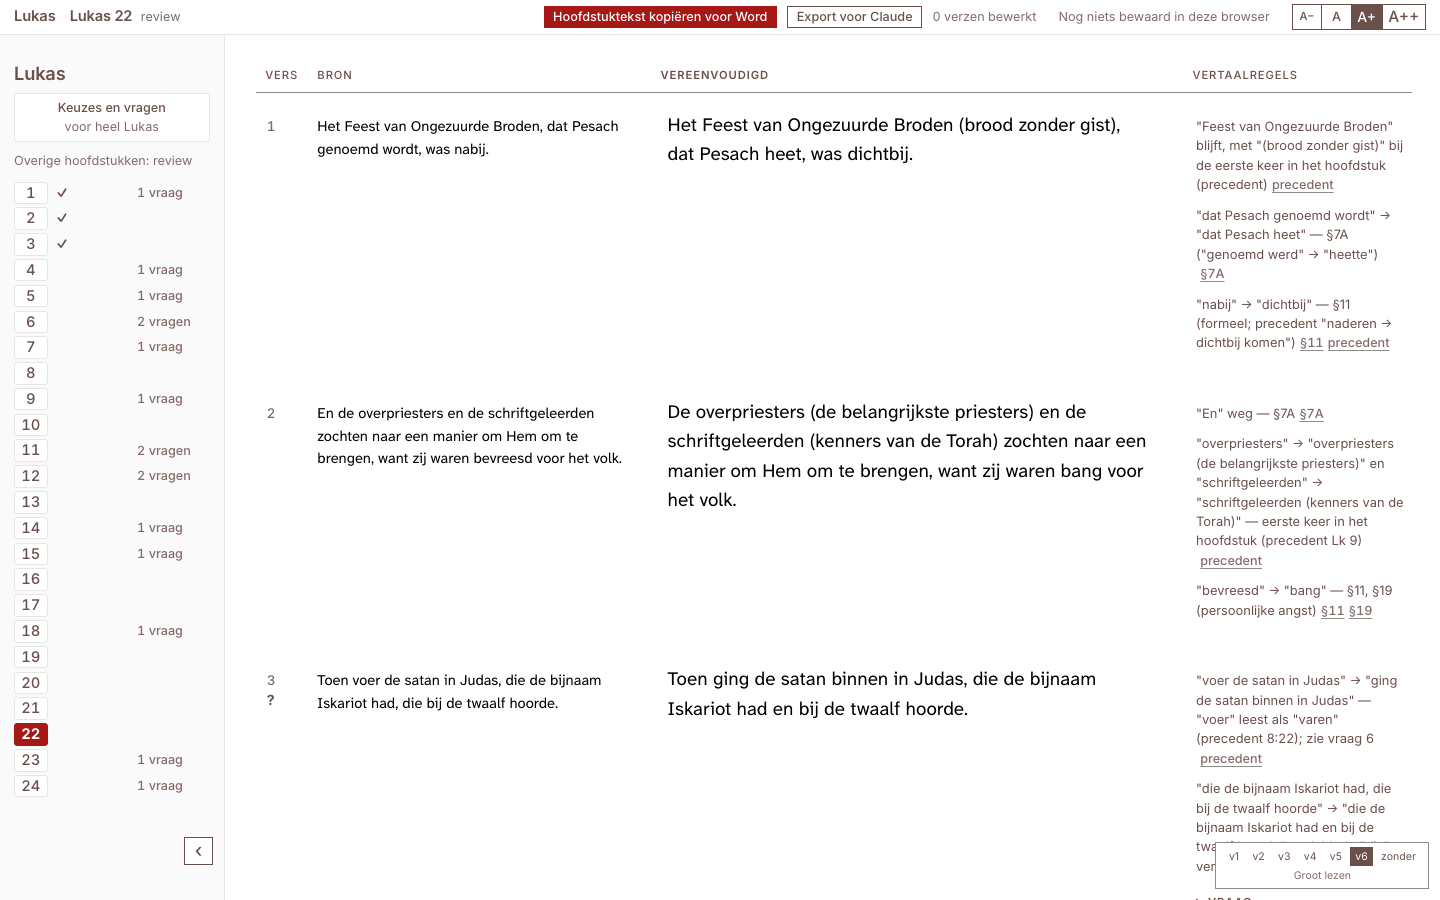 Lukas Lukas 22 review
Hoofdstuktekst kopiëren voor Word Export voor Claude 0 verzen bewerkt Nog niets bewaard in deze browser A− A A+ A++
Lukas
Keuzes en vragen
voor heel Lukas
Overige hoofdstukken: review
1 ✓ 1 vraag
2 ✓
3 ✓
4 1 vraag
5 1 vraag
6 2 vragen
7 1 vraag
8
9 1 vraag
10
11 2 vragen
12 2 vragen
13
14 1 vraag
15 1 vraag
16
17
18 1 vraag
19
20
21
22
23 1 vraag
24 1 vraag
‹
VERS BRON VEREENVOUDIGD VERTAALREGELS
1
Het Feest van Ongezuurde Broden, dat Pesach
genoemd wordt, was nabij.
Het Feest van Ongezuurde Broden (brood zonder gist),
dat Pesach heet, was dichtbij.
"Feest van Ongezuurde Broden"
blijft, met "(brood zonder gist)" bij
de eerste keer in het hoofdstuk
(precedent) precedent
"dat Pesach genoemd wordt" →
"dat Pesach heet" — §7A
("genoemd werd" → "heette")
§7A
"nabij" → "dichtbij" — §11
(formeel; precedent "naderen →
dichtbij komen") §11 precedent
2
En de overpriesters en de schriftgeleerden
zochten naar een manier om Hem om te
brengen, want zij waren bevreesd voor het volk.
De overpriesters (de belangrijkste priesters) en de
schriftgeleerden (kenners van de Torah) zochten naar een
manier om Hem om te brengen, want zij waren bang voor
het volk.
"En" weg — §7A §7A
"overpriesters" → "overpriesters
(de belangrijkste priesters)" en
"schriftgeleerden" →
"schriftgeleerden (kenners van de
Torah)" — eerste keer in het
hoofdstuk (precedent Lk 9)
precedent
"bevreesd" → "bang" — §11, §19
(persoonlijke angst) §11 §19
3
?
Toen voer de satan in Judas, die de bijnaam
Iskariot had, die bij de twaalf hoorde.
Toen ging de satan binnen in Judas, die de bijnaam
Iskariot had en bij de twaalf hoorde.
"voer de satan in Judas" → "ging
de satan binnen in Judas" —
"voer" leest als "varen"
(precedent 8:22); zie vraag 6
precedent
"die de bijnaam Iskariot had, die
bij de twaalf hoorde" → "die de
bijnaam Iskariot had en bij de
v1 v2 v3 v4 v5 v6 zonder
Groot lezen